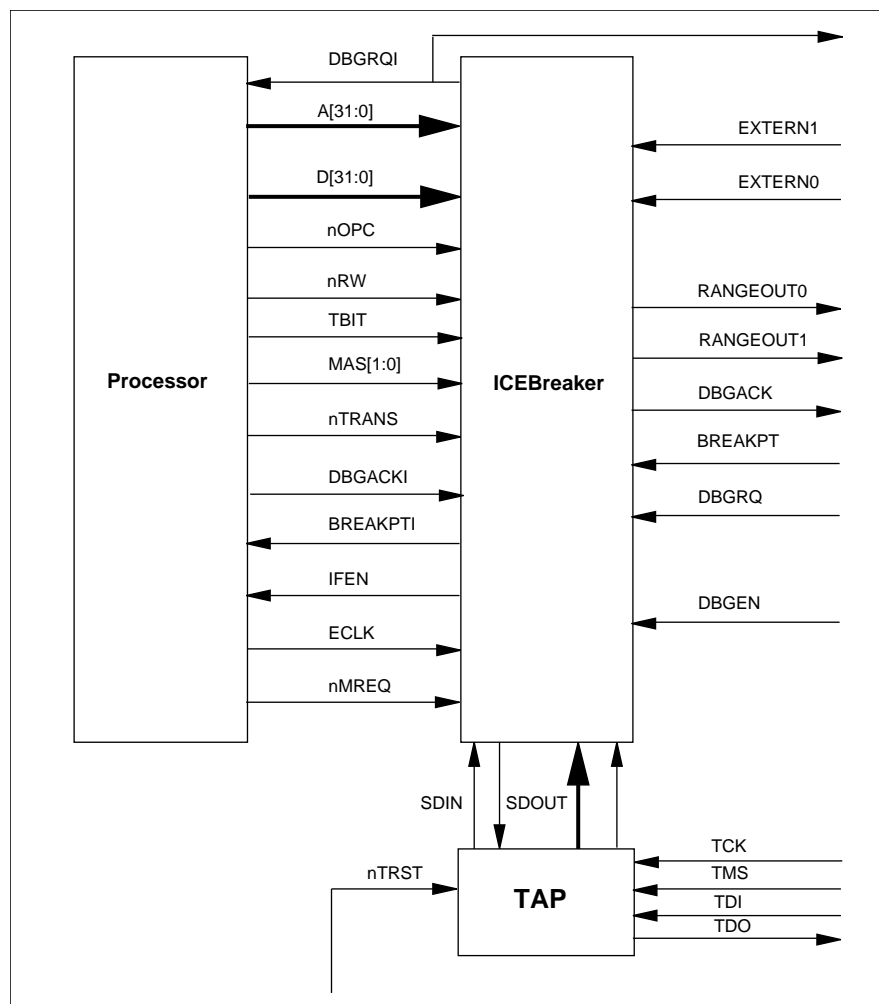 DBGRQI
A[31:0]
EXTERN1
D[31:0]
EXTERN0
nOPC
nRW
RANGEOUT0
TBIT
RANGEOUT1
MAS[1:0]
Processor
ICEBreaker
DBGACK
nTRANS
BREAKPT
DBGACKI
DBGRQ
BREAKPTI
IFEN
DBGEN
ECLK
nMREQ
SDIN
SDOUT
TCK
nTRST
TMS
TAP
TDI
TDO